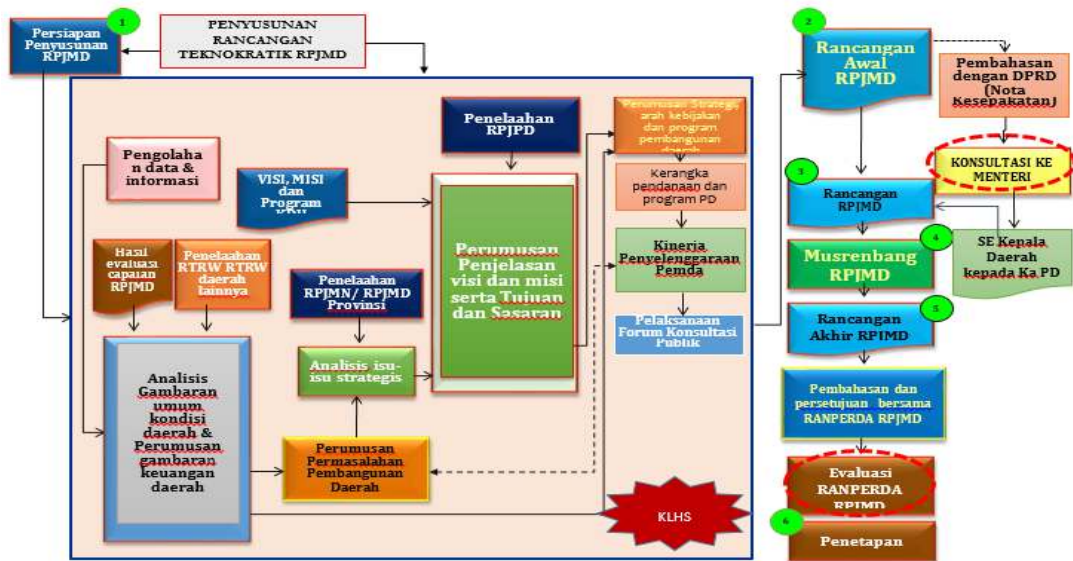 1
Persiapan
Penyusunan
RPJMD
PENYUSUNAN
RANCANGAN
TEKNOKRATIK RPJMD
Pengolaha
n data &
informasi
VISI, MISI
dan
Program
Penelaahan
RPJPD
Hasil
evaluasi
capaian
RPJMD
Penelaahan
RTRW RTRW
daerah
lainnya
Penelaahan
RPJMN/ RPJMD
Provinsi
Perumusan
Penjelasan
visi dan misi
serta Tujuan
dan Sasaran
Analisis isu-
isu strategis
Analisis
Gambaran
umum
kondisi
daerah &
Perumusan
gambaran
keuangan
daerah
Perumusan
Permasalahan
Pembangunan
Daerah
Perumusan Strategi,
arah kebijakan
dan program
pembangunan
daerah
Kerangka
pendanaan dan
program PD
Kinerja
Penyelenggaraan
Pemda
Pelaksanaan
Forum Konsultasi
Publik
KLHS
2
Rancangan
Awal
RPJMD
Pembahasan
dengan DPRD
(Nota
Kesepakatan)
KONSULTASI KE
MENTERI
3
Rancangan
RPJMD
SE Kepala
Daerah
kepada Ka PD
4
Musrenbang
RPJMD
5
Rancangan
Akhir RPJMD
Pembahasan dan
persetujuan bersama
RANPERDA RPJMD
Evaluasi
RANPERDA
RPJMD
6
Penetapan